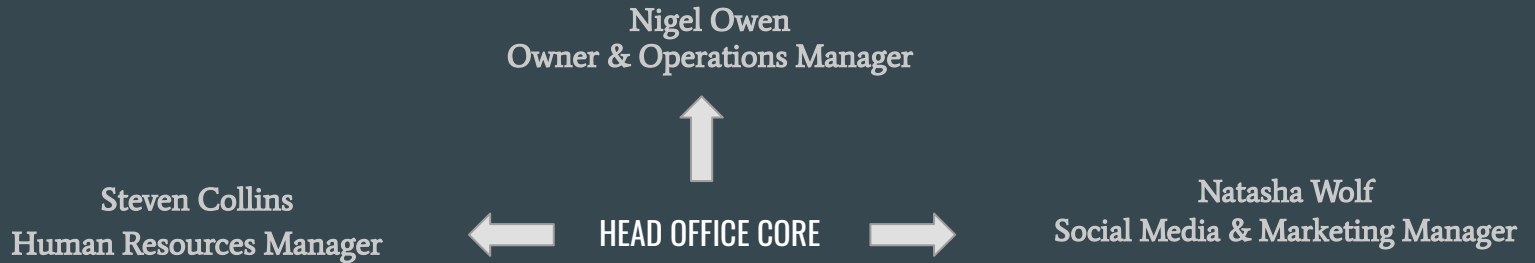 Nigel Owen
Owner & Operations Manager
Steven Collins
Human Resources Manager
HEAD OFFICE CORE
Natasha Wolf
Social Media & Marketing Manager